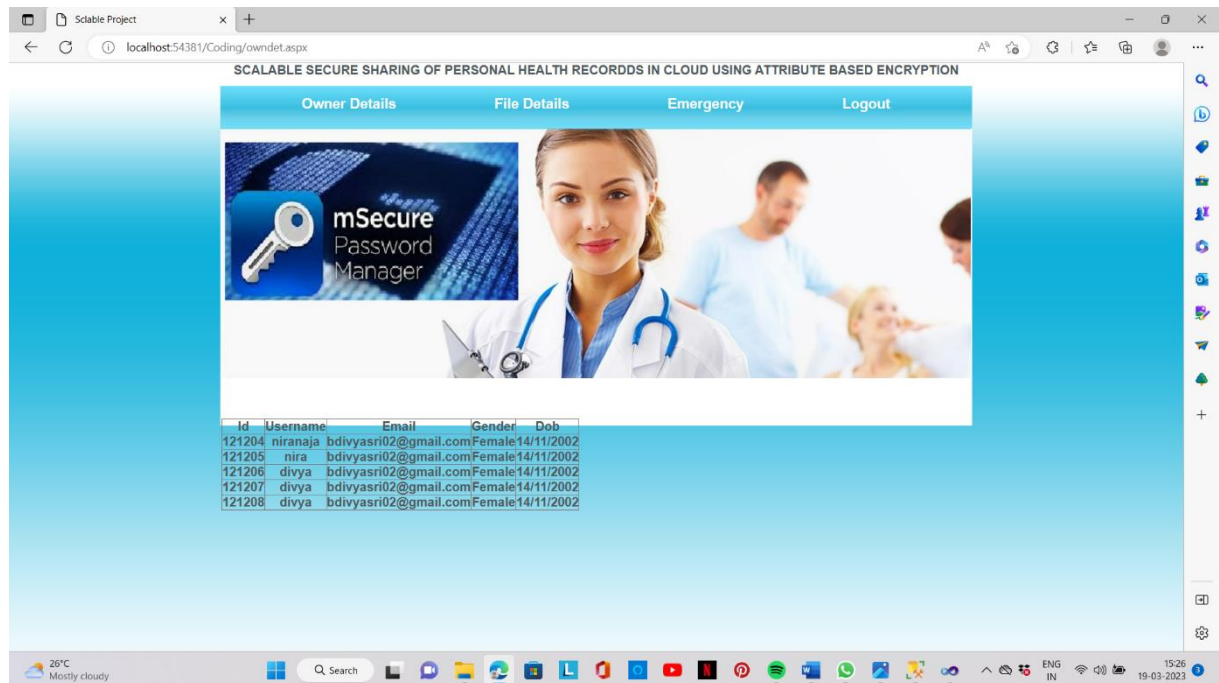 Sclable Project
localhost:54381/Coding/owndet.aspx
SCALABLE SECURE SHARING OF PERSONAL HEALTH RECORDDS IN CLOUD USING ATTRIBUTE BASED ENCRYPTION
Owner Details File Details Emergency Logout
mSecure
Password
Manager
Id Username Email Gender Dob
121204 niranaja bdivyasri02@gmail.com Female 14/11/2002
121205 nira bdivyasri02@gmail.com Female 14/11/2002
121206 divya bdivyasri02@gmail.com Female 14/11/2002
121207 divya bdivyasri02@gmail.com Female 14/11/2002
121208 divya bdivyasri02@gmail.com Female 14/11/2002
26°C
Mostly cloudy
Search
ENG
IN
15:26
19-03-2023
3